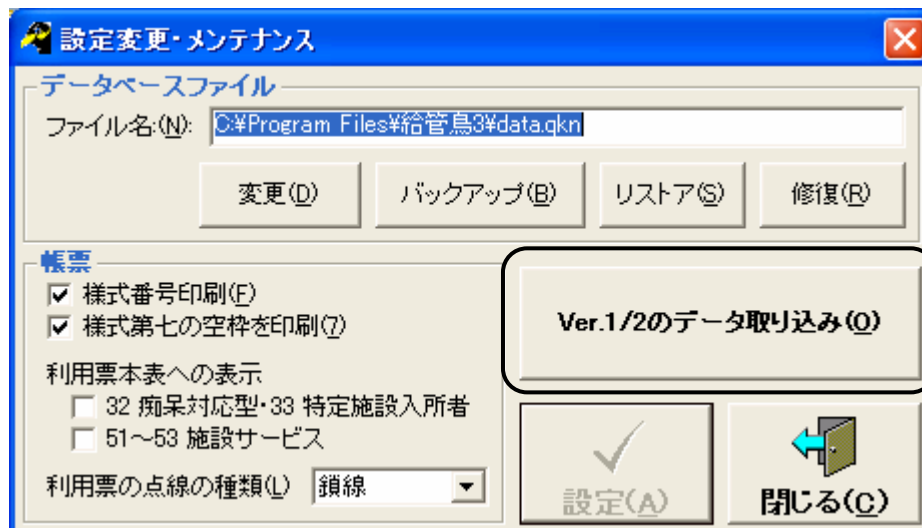 設定変更・メンテナンス
データベースファイル
ファイル名:(N): C:¥Program Files¥給管鳥3¥data.qkn
変更(D) バックアップ(B) リストア(S) 修復(R)
帳票
様式番号印刷(F)
様式第七の空枠を印刷(7)
利用票本表への表示
32 痴呆対応型・33 特定施設入所者
51～53 施設サービス
利用票の点線の種類(L) 鎖線
Ver.1/2のデータ取り込み(O)
設定(A) 閉じる(C)